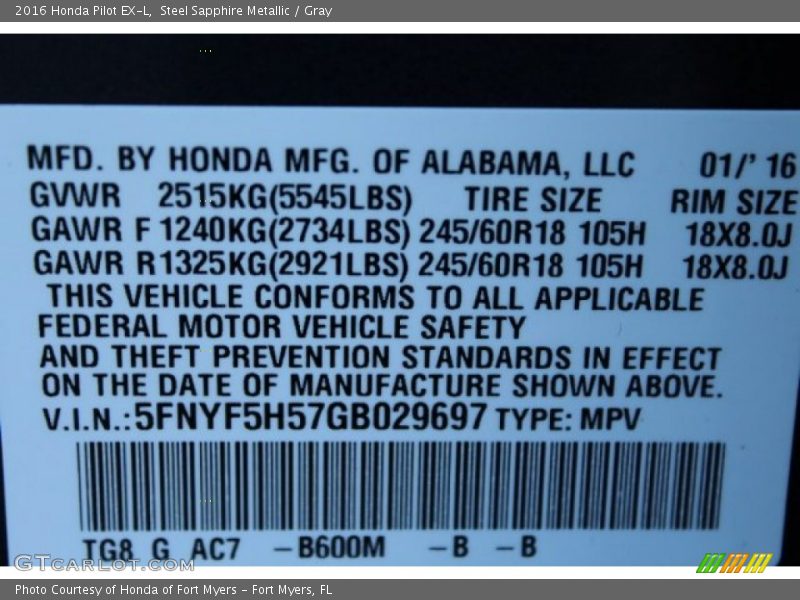 2016 Honda Pilot EX-L,  Steel Sapphire Metallic / Gray
MFD. BY HONDA MFG. OF ALABAMA, LLC 01/' 16
GVWR 2515KG(5545LBS) TIRE SIZE RIM SIZE
GAWR F 1240KG(2734LBS) 245/60R18 105H 18X8.0J
GAWR R1325KG(2921LBS) 245/60R18 105H 18X8.0J
THIS VEHICLE CONFORMS TO ALL APPLICABLE
FEDERAL MOTOR VEHICLE SAFETY
AND THEFT PREVENTION STANDARDS IN EFFECT
ON THE DATE OF MANUFACTURE SHOWN ABOVE.
V.I.N.:5FNYF5H57GB029697 TYPE: MPV
TG8 G AC7 -B600M -B -B
GTCarLot.com
Photo Courtesy of Honda of Fort Myers - Fort Myers, FL